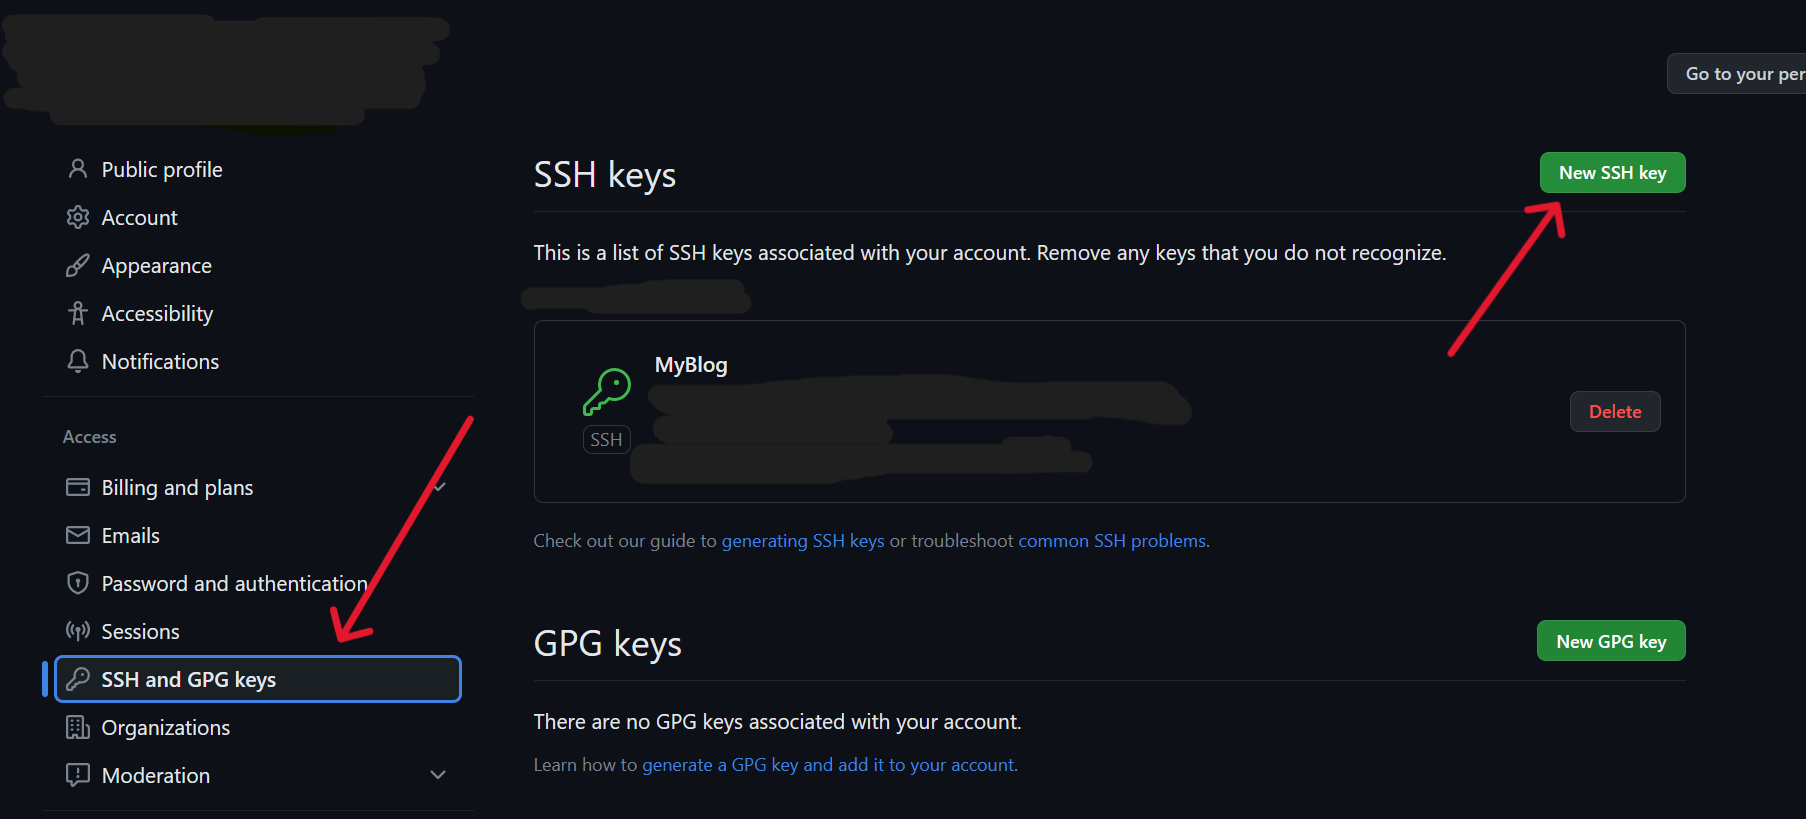 Go to your per
Public profile
Account
Appearance
Accessibility
Notifications
Access
Billing and plans
Emails
Password and authentication
Sessions
SSH and GPG keys
Organizations
Moderation
SSH keys
New SSH key
This is a list of SSH keys associated with your account. Remove any keys that you do not recognize.
MyBlog
SSH
Delete
Check out our guide to generating SSH keys or troubleshoot common SSH problems.
GPG keys
New GPG key
There are no GPG keys associated with your account.
Learn how to generate a GPG key and add it to your account.